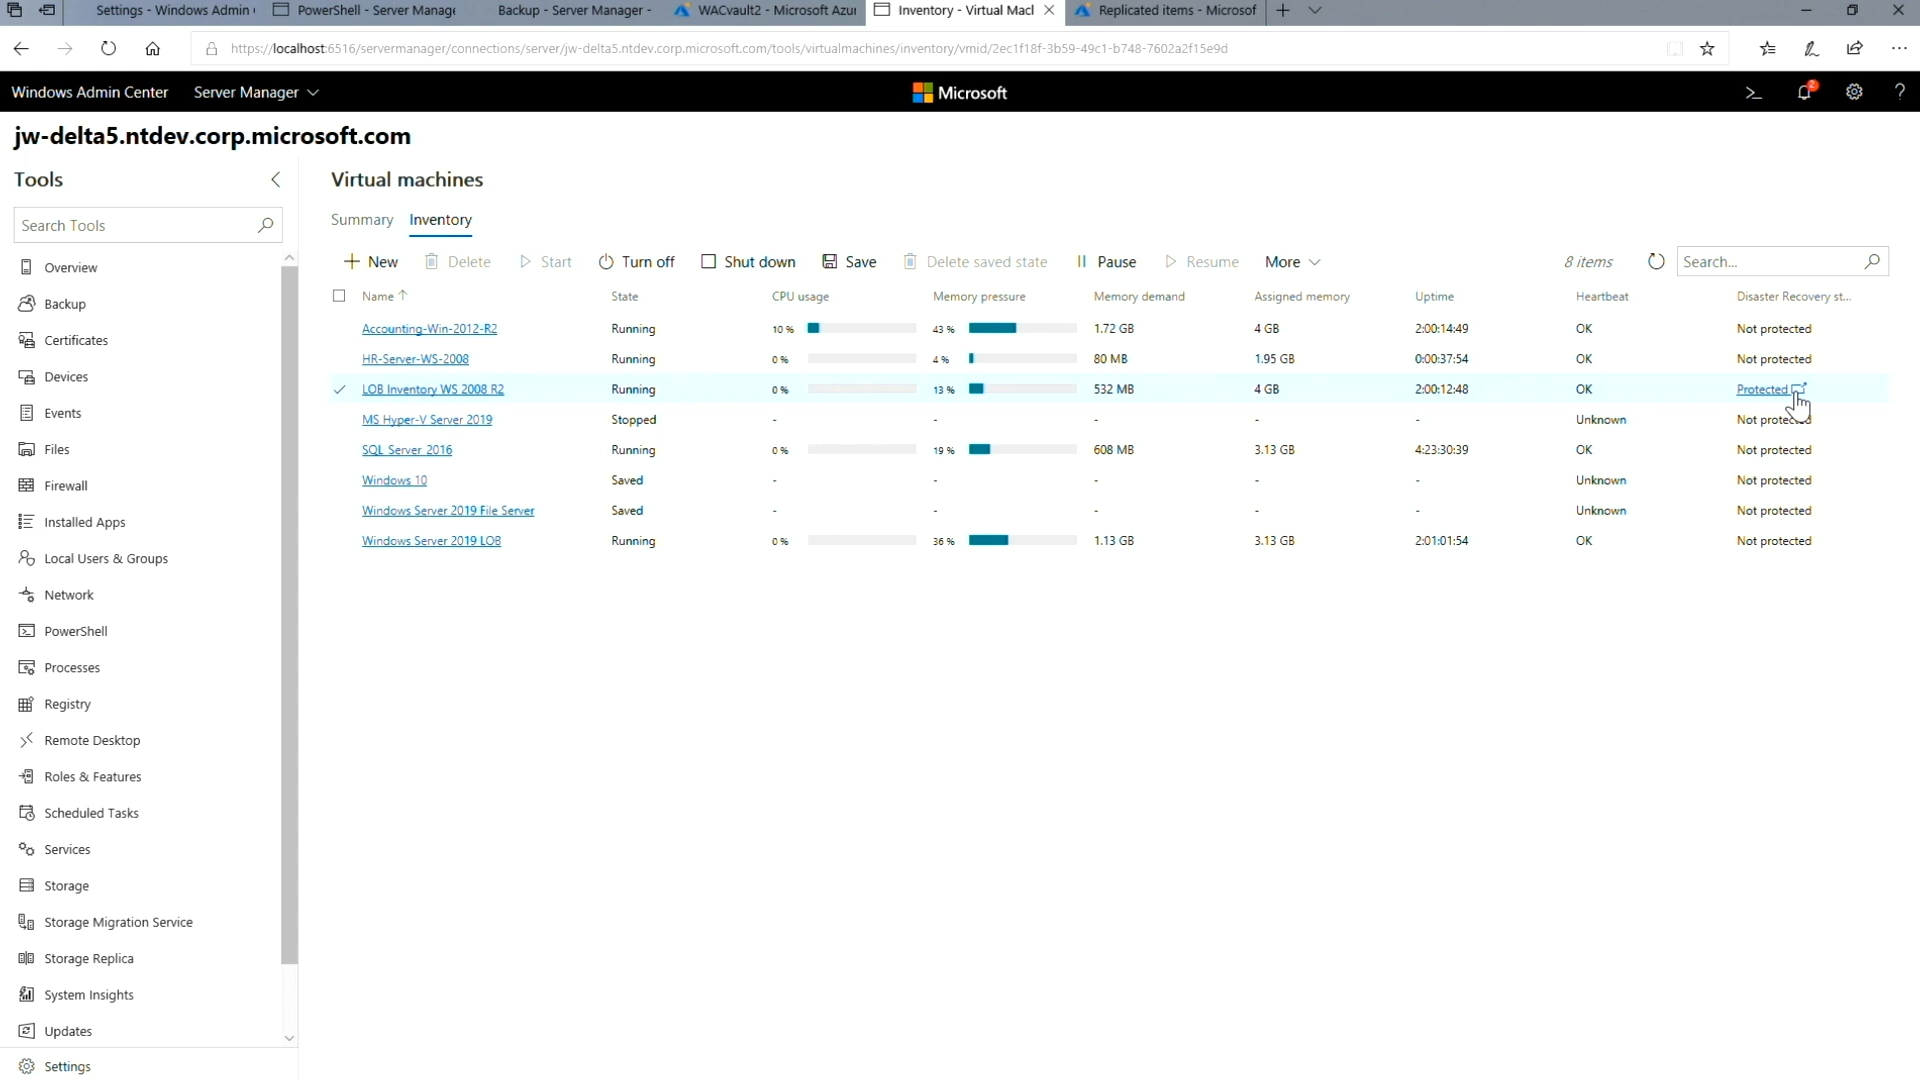 Settings - Windows Admin
PowerShell - Server Manage
Backup - Server Manager -
WACvault2 - Microsoft Azu
Inventory - Virtual Macl
Replicated items - Microsof
https://localhost:6516/servermanager/connections/server/jw-delta5.ntdev.corp.microsoft.com/tools/virtualmachines/inventory/vmid/2ec1f18f-3b59-49c1-b748-7602a2f15e9d
Windows Admin Center Server Manager
Microsoft
2
?
jw-delta5.ntdev.corp.microsoft.com
Tools
Search Tools
Overview
Backup
Certificates
Devices
Events
Files
Firewall
Installed Apps
Local Users & Groups
Network
PowerShell
Processes
Registry
Remote Desktop
Roles & Features
Scheduled Tasks
Services
Storage
Storage Migration Service
Storage Replica
System Insights
Updates
Settings
Virtual machines
Summary Inventory
New Delete Start Turn off Shut down Save Delete saved state Pause Resume More 8 items Search...
Name State CPU usage Memory pressure Memory demand Assigned memory Uptime Heartbeat Disaster Recovery st...
Accounting-Win-2012-R2 Running 10 % 43 % 1.72 GB 4 GB 2:00:14:49 OK Not protected
HR-Server-WS-2008 Running 0 % 4 % 80 MB 1.95 GB 0:00:37:54 OK Not protected
LOB Inventory WS 2008 R2 Running 0 % 13 % 532 MB 4 GB 2:00:12:48 OK Protected
MS Hyper-V Server 2019 Stopped - - - - - Unknown Not protected
SQL Server 2016 Running 0 % 19 % 608 MB 3.13 GB 4:23:30:39 OK Not protected
Windows 10 Saved - - - - - Unknown Not protected
Windows Server 2019 File Server Saved - - - - - Unknown Not protected
Windows Server 2019 LOB Running 0 % 36 % 1.13 GB 3.13 GB 2:01:01:54 OK Not protected